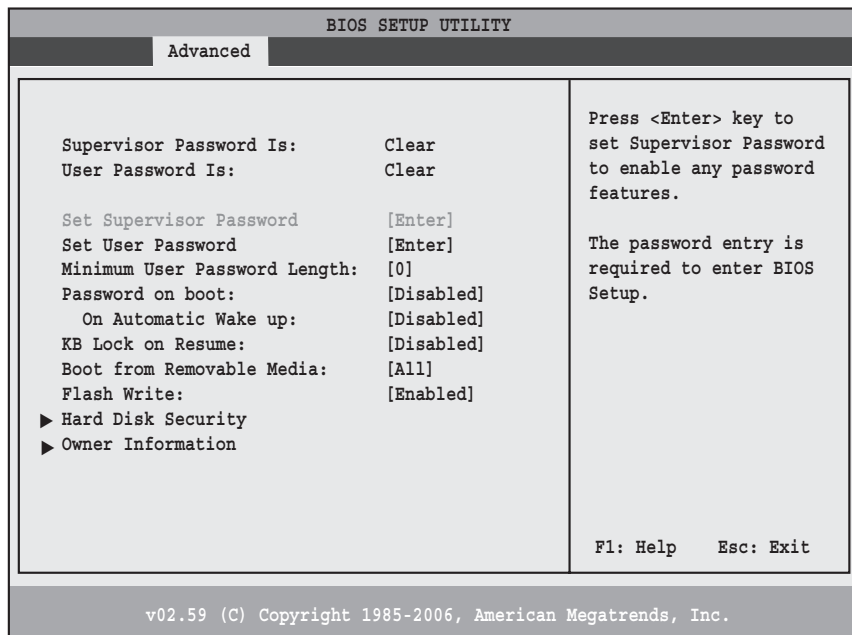 BIOS SETUP UTILITY
Advanced
Supervisor Password Is: Clear
User Password Is: Clear
Set Supervisor Password [Enter]
Set User Password [Enter]
Minimum User Password Length: [0]
Password on boot: [Disabled]
On Automatic Wake up: [Disabled]
KB Lock on Resume: [Disabled]
Boot from Removable Media: [All]
Flash Write: [Enabled]
Hard Disk Security
Owner Information
Press <Enter> key to
set Supervisor Password
to enable any password
features.
The password entry is
required to enter BIOS
Setup.
F1: Help Esc: Exit
v02.59 (C) Copyright 1985-2006, American Megatrends, Inc.